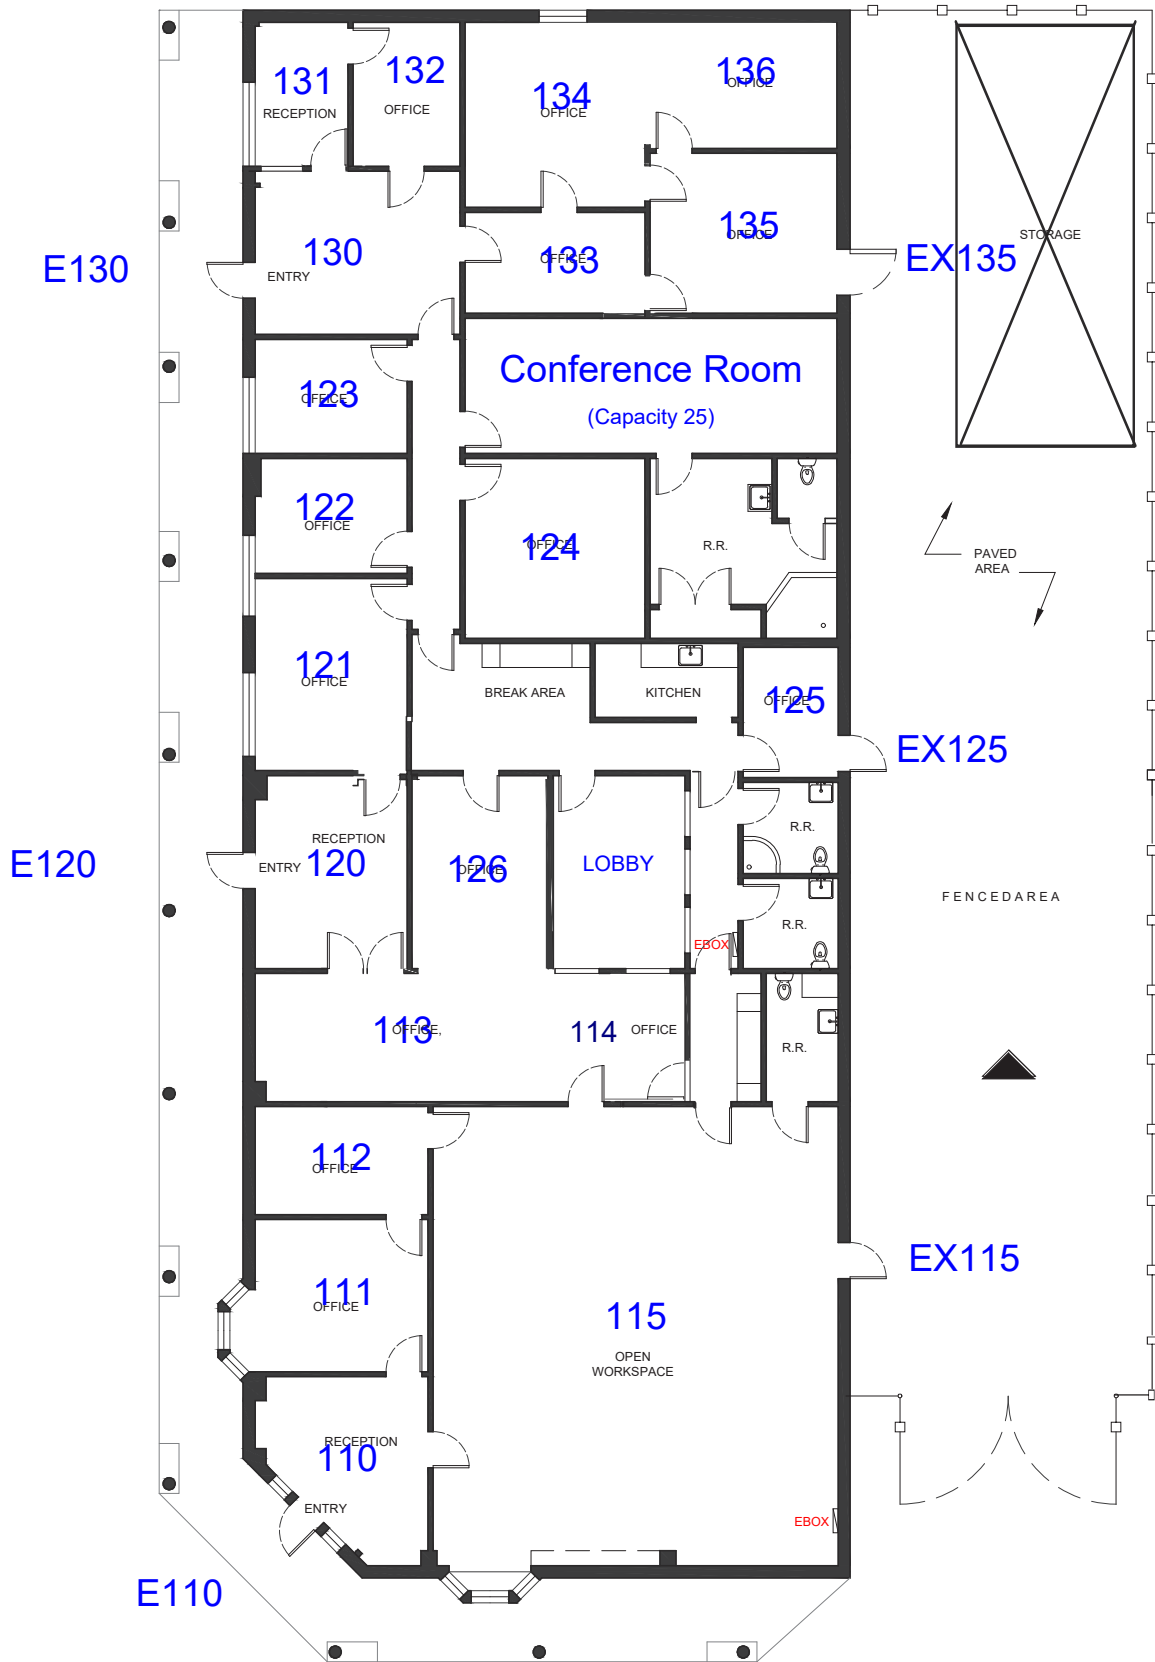 131
RECEPTION
132
OFFICE
134
OFFICE
136
OFFICE
130
ENTRY
133
OFFICE
135
OFFICE
E130
EX135
STORAGE
123
OFFICE
Conference Room
(Capacity 25)
122
OFFICE
124
OFFICE
R.R.
PAVED
AREA
121
OFFICE
BREAK AREA
KITCHEN
125
OFFICE
EX125
E120
RECEPTION
ENTRY
120
126
OFFICE
LOBBY
R.R.
R.R.
EBOX
FENCEDAREA
113
OFFICE,
114
OFFICE
R.R.
112
OFFICE
111
OFFICE
115
OPEN
WORKSPACE
EX115
RECEPTION
110
ENTRY
EBOX
E110